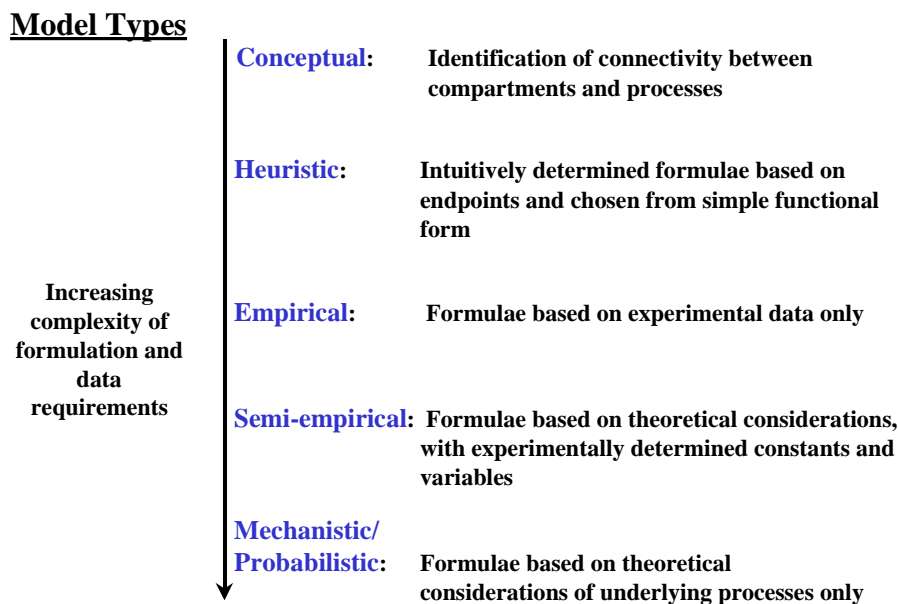 Model Types
Conceptual: Identification of connectivity between
compartments and processes
Heuristic: Intuitively determined formulae based on
endpoints and chosen from simple functional
form
Increasing
complexity of
formulation and
data
requirements
Empirical: Formulae based on experimental data only
Semi-empirical: Formulae based on theoretical considerations,
with experimentally determined constants and
variables
Mechanistic/
Probabilistic: Formulae based on theoretical
considerations of underlying processes only